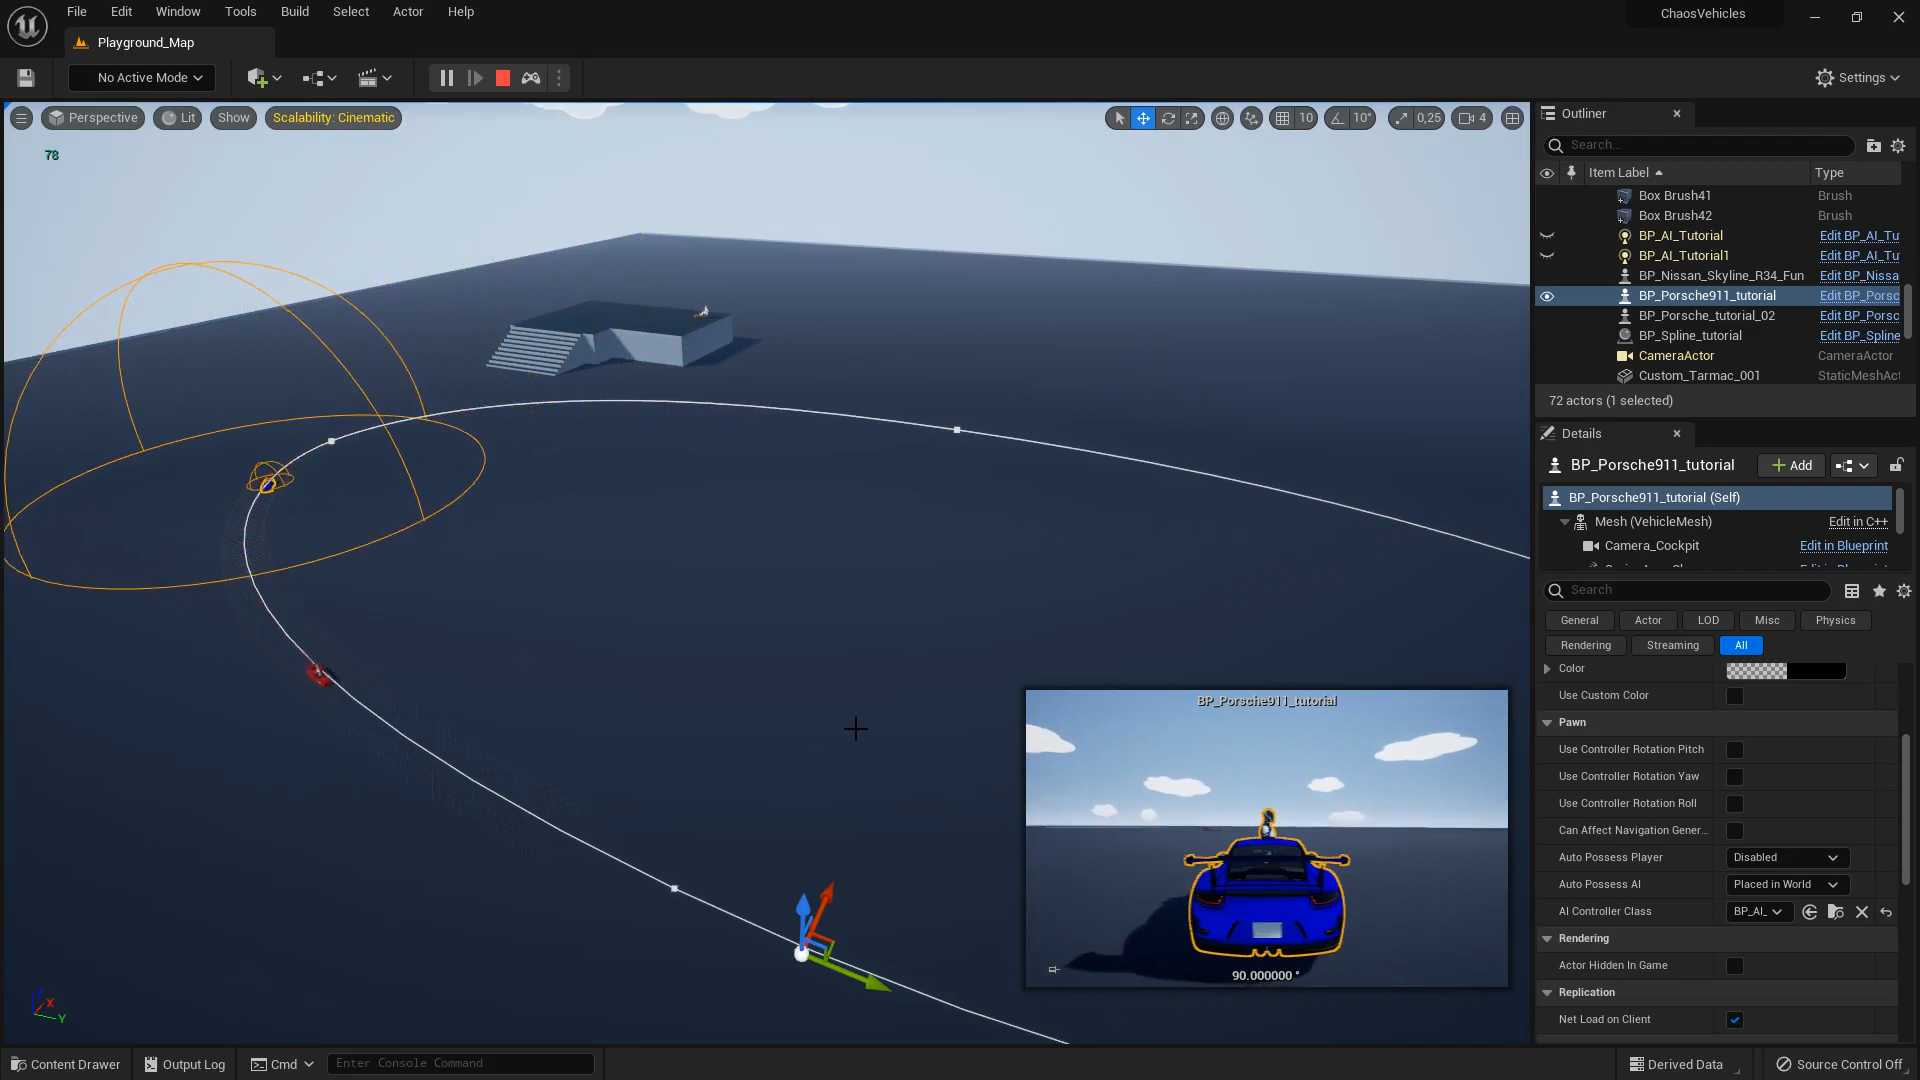 File Edit Window Tools Build Select Actor Help
ChaosVehicles
Playground_Map
No Active Mode
Settings
Perspective
Lit
Show
Scalability: Cinematic
10
10°
0,25
4
78
Outliner
Search...
Item Label
Type
Box Brush41
Brush
Box Brush42
Brush
BP_AI_Tutorial
Edit BP_AI_Tu
BP_AI_Tutorial1
Edit BP_AI_Tu
BP_Nissan_Skyline_R34_Fun
Edit BP_Nissa
BP_Porsche911_tutorial
Edit BP_Porsc
BP_Porsche_tutorial_02
Edit BP_Porsc
BP_Spline_tutorial
Edit BP_Spline
CameraActor
CameraActor
Custom_Tarmac_001
StaticMeshAct
72 actors (1 selected)
Details
BP_Porsche911_tutorial
Add
BP_Porsche911_tutorial (Self)
Mesh (VehicleMesh)
Edit in C++
Camera_Cockpit
Edit in Blueprint
Search
General
Actor
LOD
Misc
Physics
Rendering
Streaming
All
Color
Use Custom Color
Pawn
Use Controller Rotation Pitch
Use Controller Rotation Yaw
Use Controller Rotation Roll
Can Affect Navigation Gener...
Auto Possess Player
Disabled
Auto Possess AI
Placed in World
AI Controller Class
BP_AI_
Rendering
Actor Hidden In Game
Replication
Net Load on Client
BP_Porsche911_tutorial
90.000000 °
Z
X
Y
Content Drawer
Output Log
Cmd
Enter Console Command
Derived Data
Source Control Off